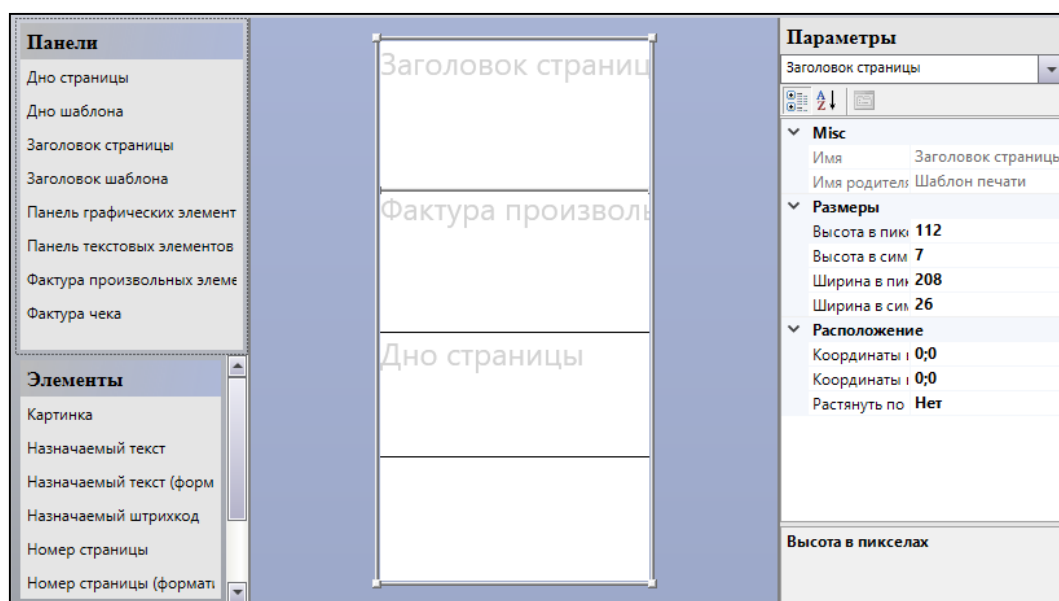 Панели
Дно страницы
Дно шаблона
Заголовок страницы
Заголовок шаблона
Панель графических элемент
Панель текстовых элементов
Фактура произвольных элеме
Фактура чека
Элементы
Картинка
Назначаемый текст
Назначаемый текст (форм
Назначаемый штрихкод
Номер страницы
Номер страницы (формати
Заголовок страниц
Фактура произволь
Дно страницы
Параметры
Заголовок страницы
Misc
Имя Заголовок страницы
Имя родителя Шаблон печати
Размеры
Высота в пикс 112
Высота в сим 7
Ширина в пик 208
Ширина в сим 26
Расположение
Координаты 0;0
Координаты 0;0
Растянуть по Нет
Высота в пикселах